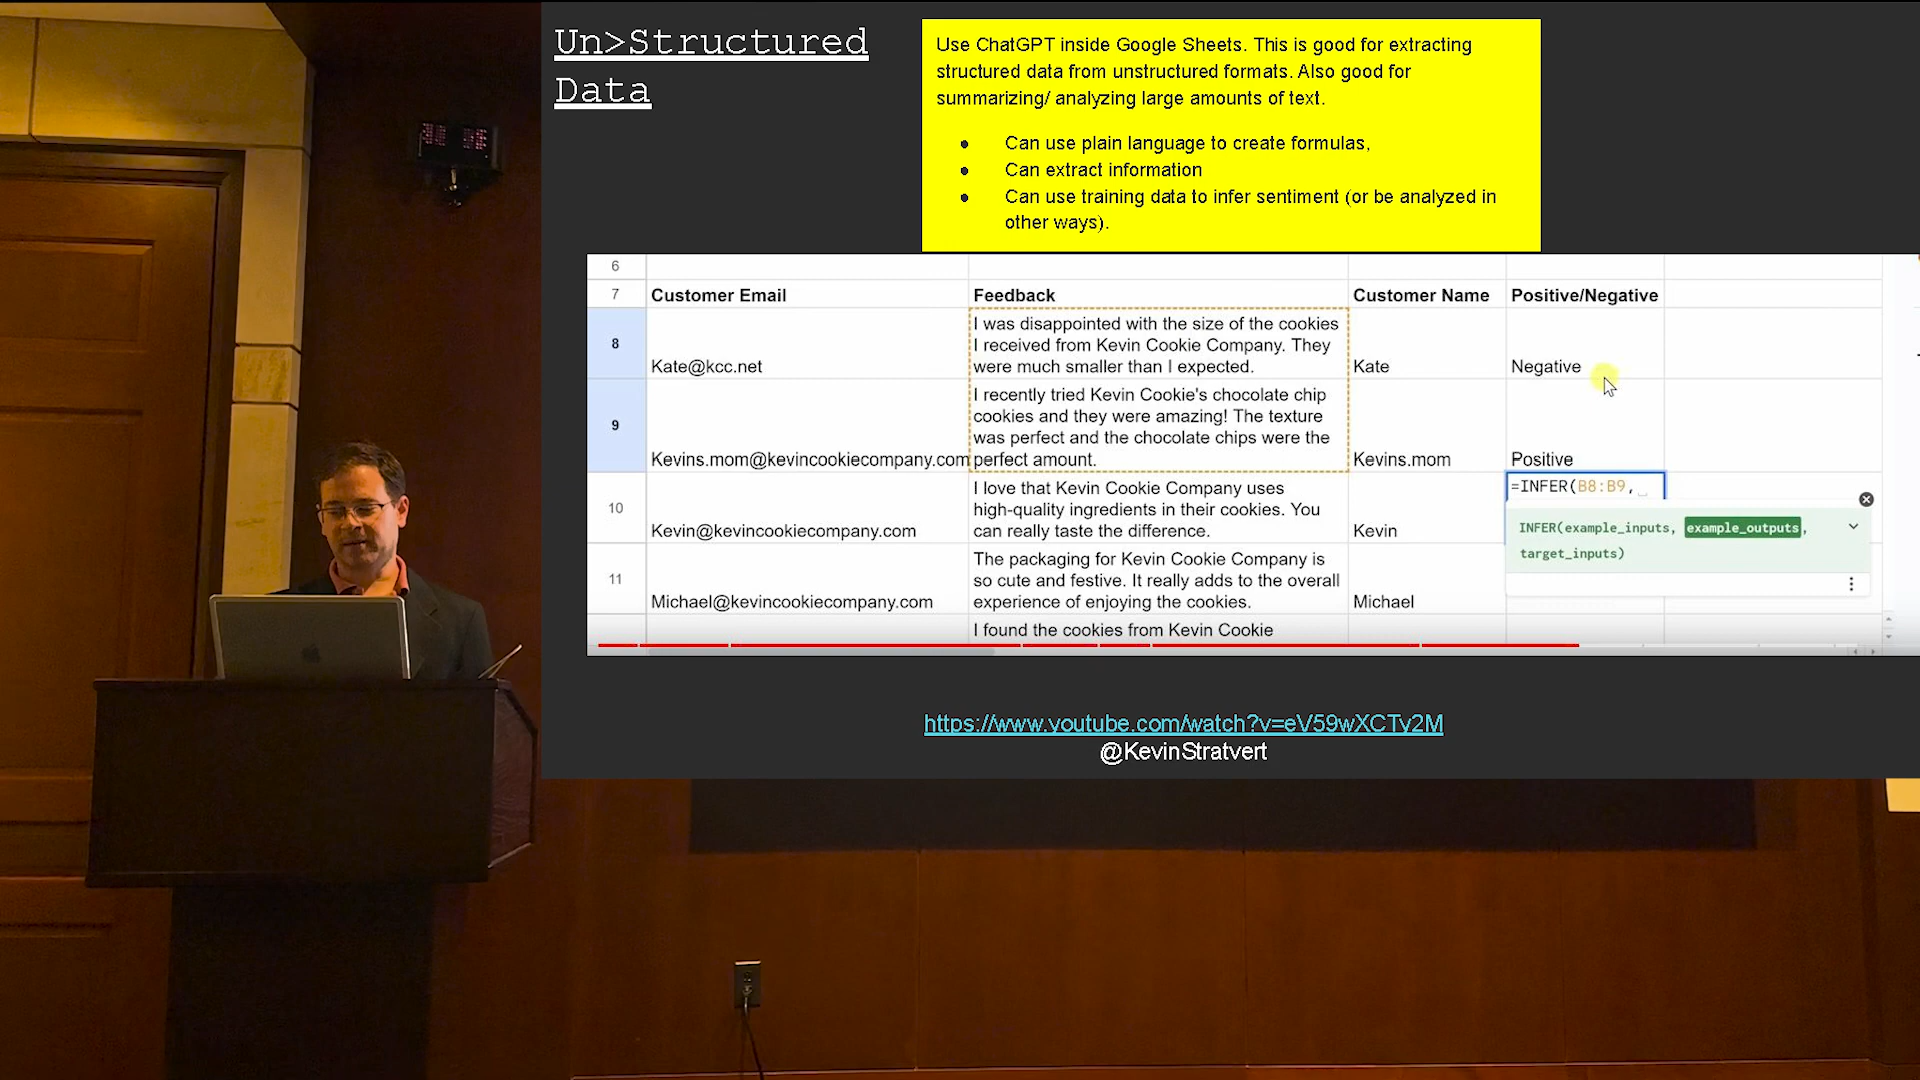 Un>Structured
Data
Use ChatGPT inside Google Sheets. This is good for extracting
structured data from unstructured formats. Also good for
summarizing/ analyzing large amounts of text.
● Can use plain language to create formulas,
● Can extract information
● Can use training data to infer sentiment (or be analyzed in
other ways).
6
7 Customer Email Feedback Customer Name Positive/Negative
8 Kate@kcc.net
I was disappointed with the size of the cookies
I received from Kevin Cookie Company. They
were much smaller than I expected.
Kate Negative
9 Kevins.mom@kevincookiecompany.com
I recently tried Kevin Cookie's chocolate chip
cookies and they were amazing! The texture
was perfect and the chocolate chips were the
perfect amount.
Kevins.mom Positive
10 Kevin@kevincookiecompany.com
I love that Kevin Cookie Company uses
high-quality ingredients in their cookies. You
can really taste the difference.
Kevin
=INFER(B8:B9,
INFER(example_inputs, example_outputs,
target_inputs)
11 Michael@kevincookiecompany.com
The packaging for Kevin Cookie Company is
so cute and festive. It really adds to the overall
experience of enjoying the cookies.
Michael
I found the cookies from Kevin Cookie
https://www.youtube.com/watch?v=eV59wXCTy2M
@KevinStratvert